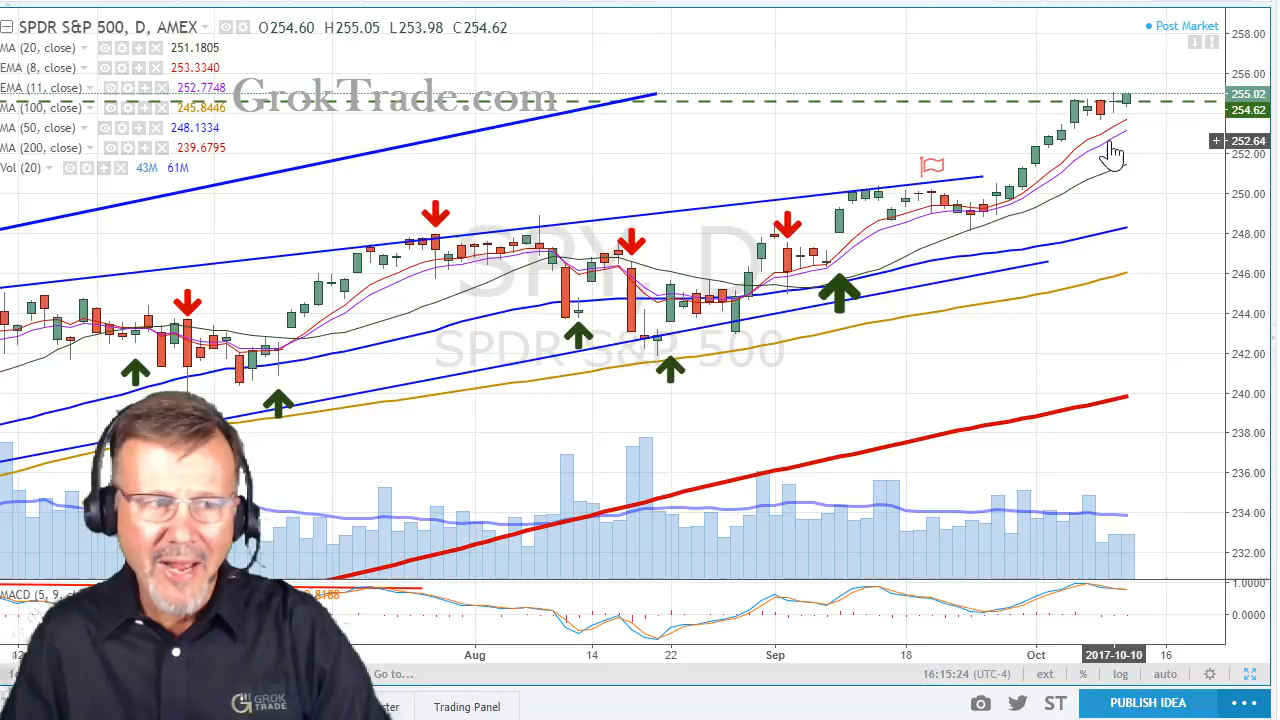 SPDR S&P 500, D, AMEX O254.60 H255.05 L253.98 C254.62
Post Market
MA (20, close) 251.1805
EMA (8, close) 253.3340
EMA (11, close) 252.7748
MA (100, close) 245.8446
MA (50, close) 248.1334
MA (200, close) 239.6795
Vol (20) 43M 61M
GrokTrade.com
SPY, D
SPDR S&P 500
258.00
256.00
255.02
254.62
252.64
252.00
250.00
248.00
246.00
244.00
242.00
240.00
238.00
236.00
234.00
232.00
1.0000
0.0000
MACD (5, 9,
12 Aug 14 22 Sep 18 Oct 2017-10-10 16
Go to... 16:15:24 (UTC-4) ext % log auto
Trading Panel
ST
PUBLISH IDEA
GROK
TRADE